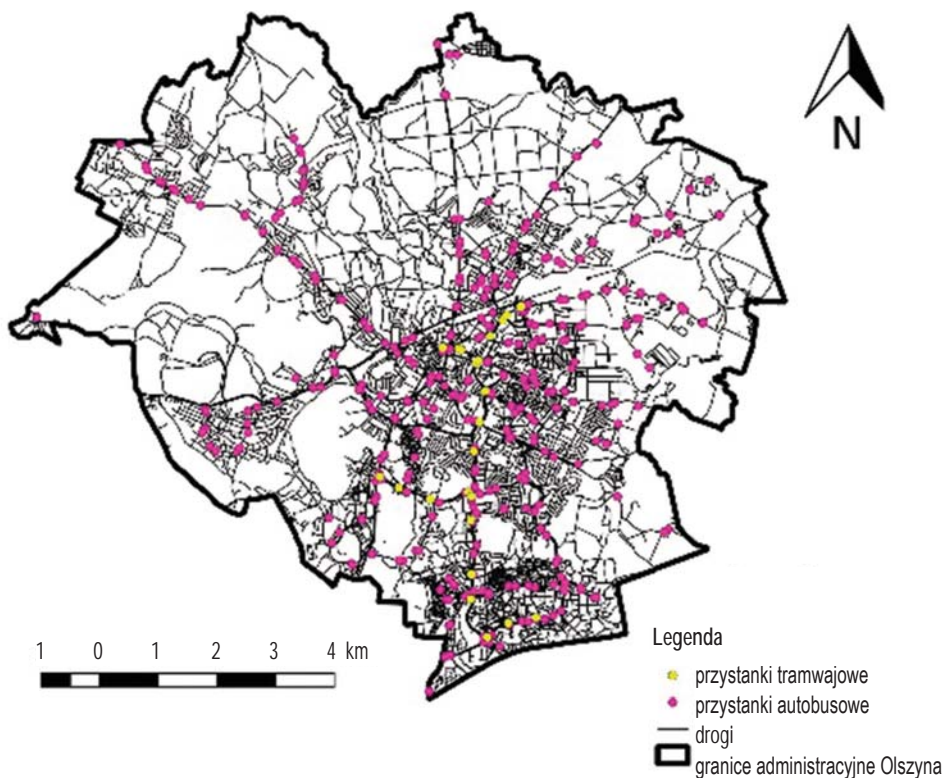 N
1 0 1 2 3 4 km
Legenda
przystanki tramwajowe
przystanki autobusowe
drogi
granice administracyjne Olszyna